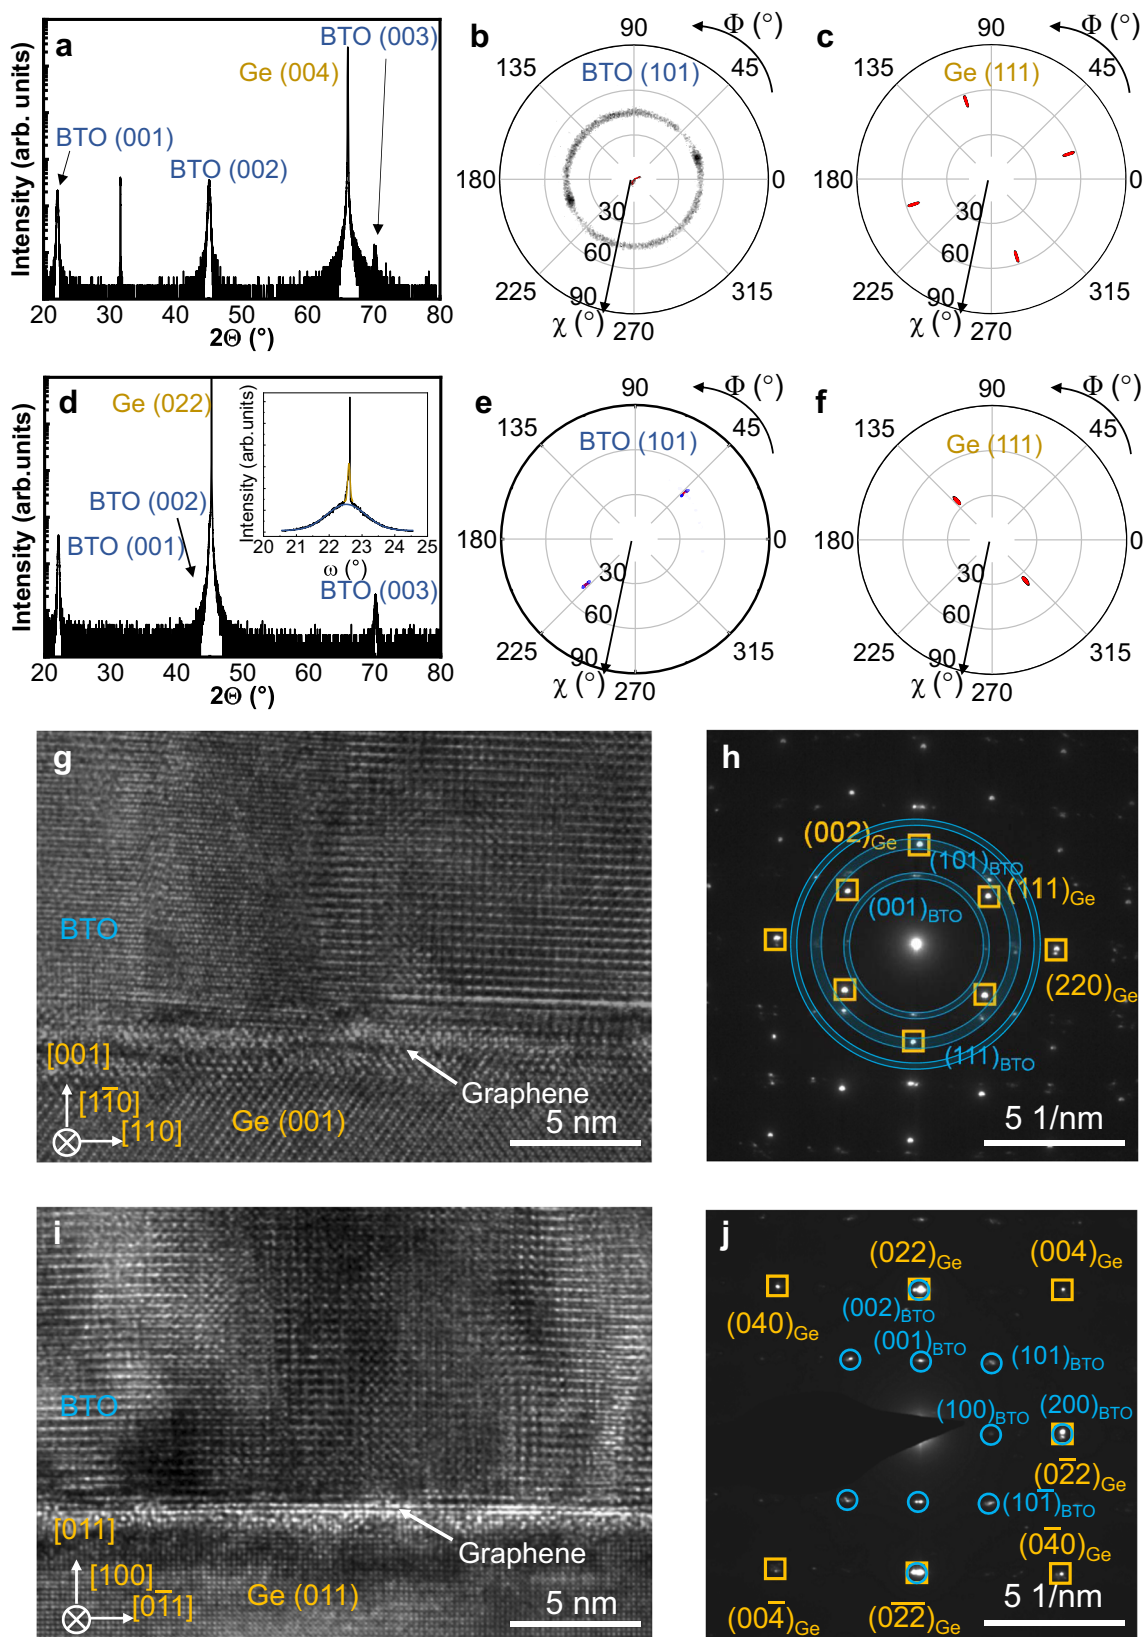 a
BTO (003)
Ge (004)
BTO (001)
BTO (002)
Intensity (arb. units)
20 30 40 50 60 70 80
2Θ (°)
b
90
Φ (°)
135
BTO (101)
45
180
0
30
60
90
225
315
χ (°)
270
c
90
Φ (°)
135
Ge (111)
45
180
0
30
60
90
225
315
χ (°)
270
d
Ge (022)
BTO (002)
BTO (001)
BTO (003)
Intensity (arb.units)
20 30 40 50 60 70 80
2Θ (°)
Intensity (arb.units)
20 21 22 23 24 25
ω (°)
e
90
Φ (°)
135
BTO (101)
45
180
0
30
60
90
225
315
χ (°)
270
f
90
Φ (°)
135
Ge (111)
45
180
0
30
60
90
225
315
χ (°)
270
g
BTO
[001]
[11̅0]
[110]
Graphene
Ge (001)
5 nm
h
(002)Ge
(101)BTO
(111)Ge
(001)BTO
(220)Ge
(111)BTO
5 1/nm
i
BTO
[011]
[100]
[01̅1]
Graphene
Ge (011)
5 nm
j
(022)Ge
(004)Ge
(040)Ge
(002)BTO
(001)BTO
(101)BTO
(100)BTO
(200)BTO
(02̅2)Ge
(101̅)BTO
(04̅0)Ge
(004̅)Ge
(02̅2̅)Ge
5 1/nm